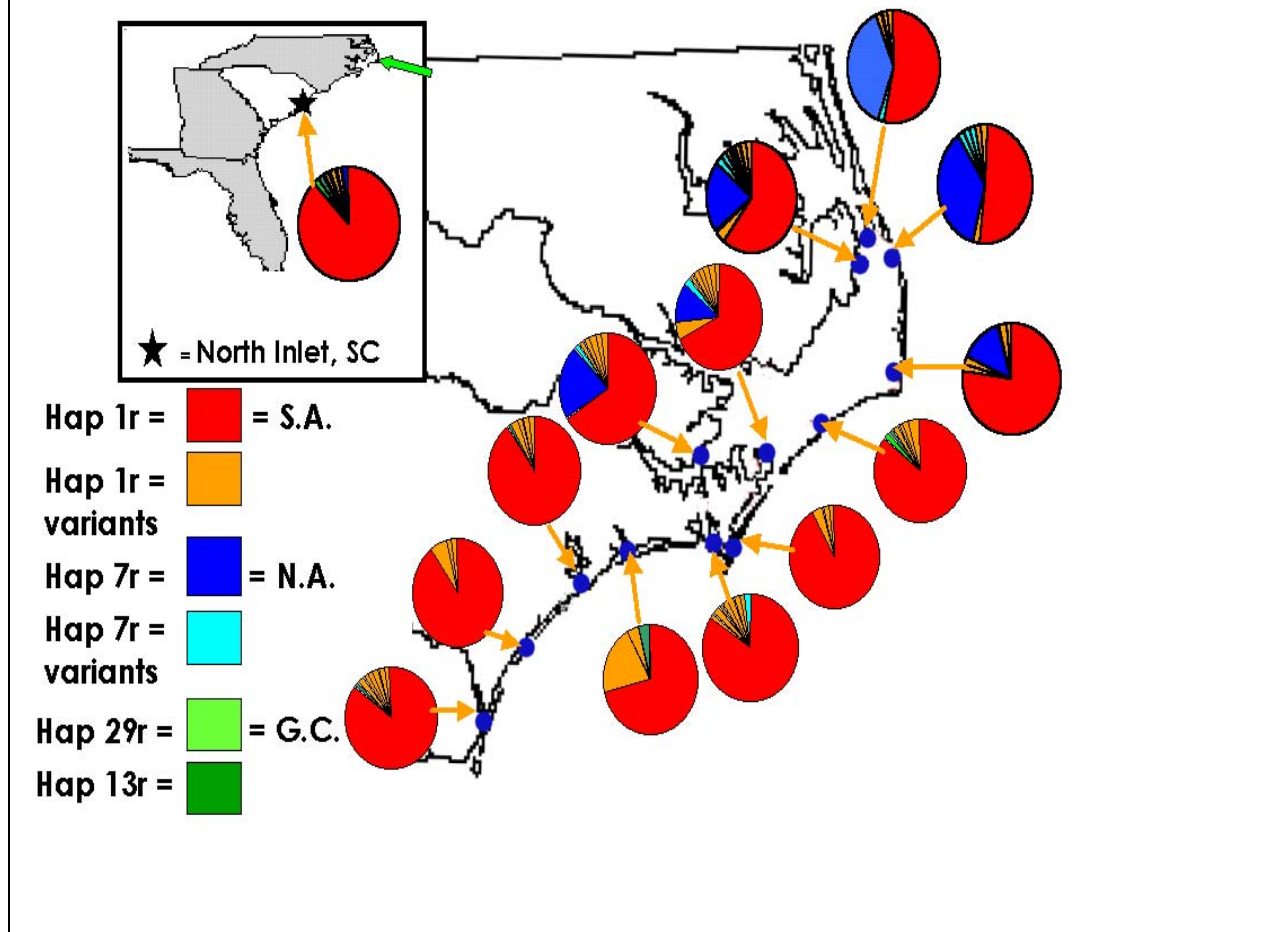 = North Inlet, SC
Hap 1r = = S.A.
Hap 1r =
variants
Hap 7r = = N.A.
Hap 7r =
variants
Hap 29r = = G.C.
Hap 13r =